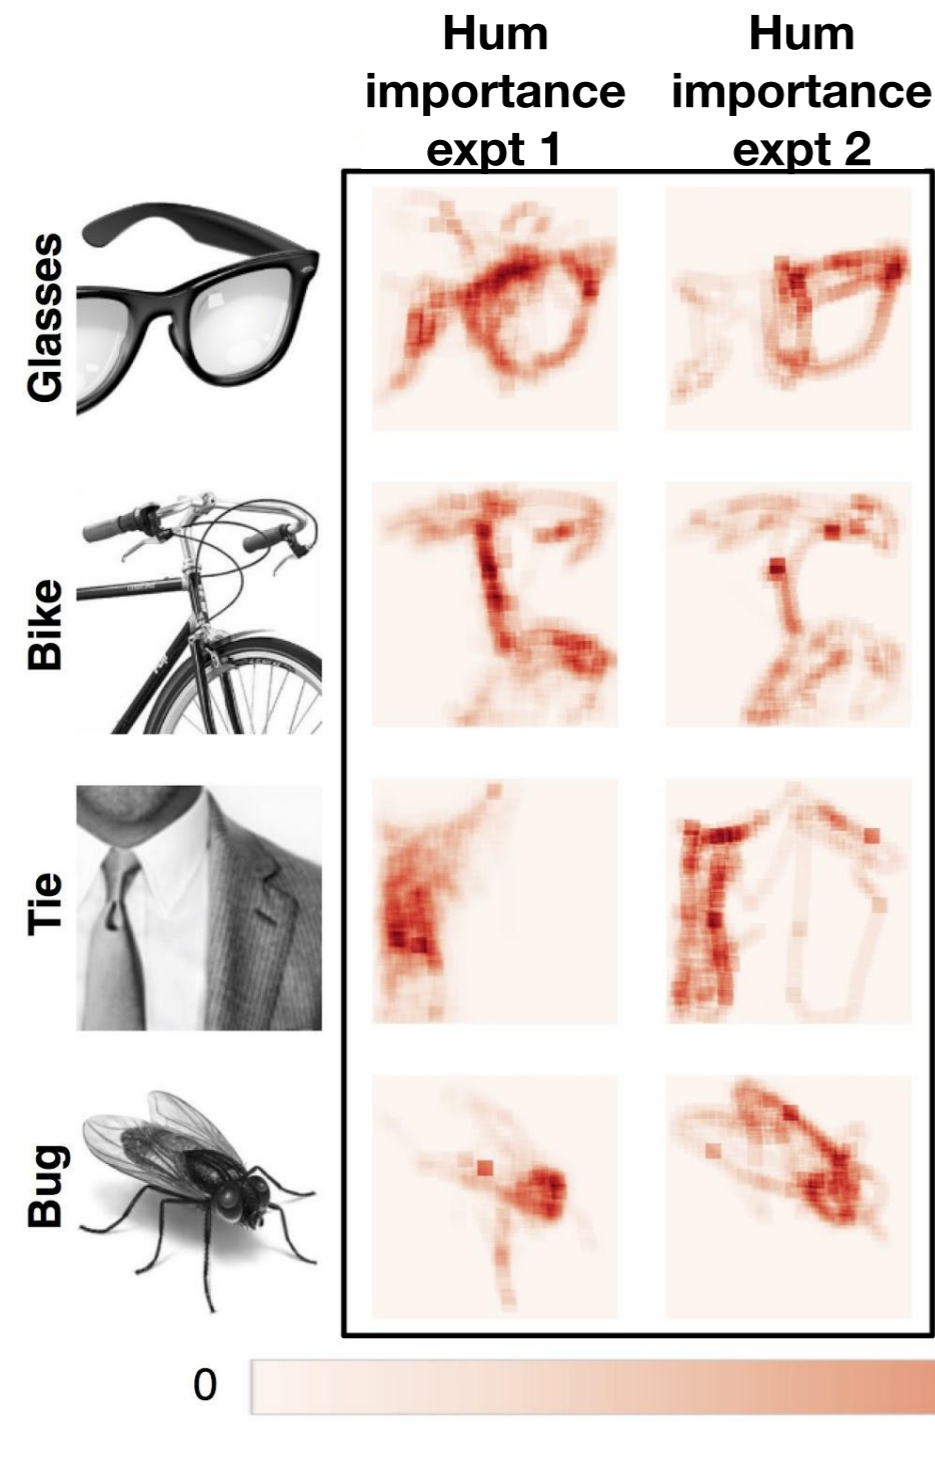 Hum
importance
expt 1
Hum
importance
expt 2
Glasses
Bike
Tie
Bug
0